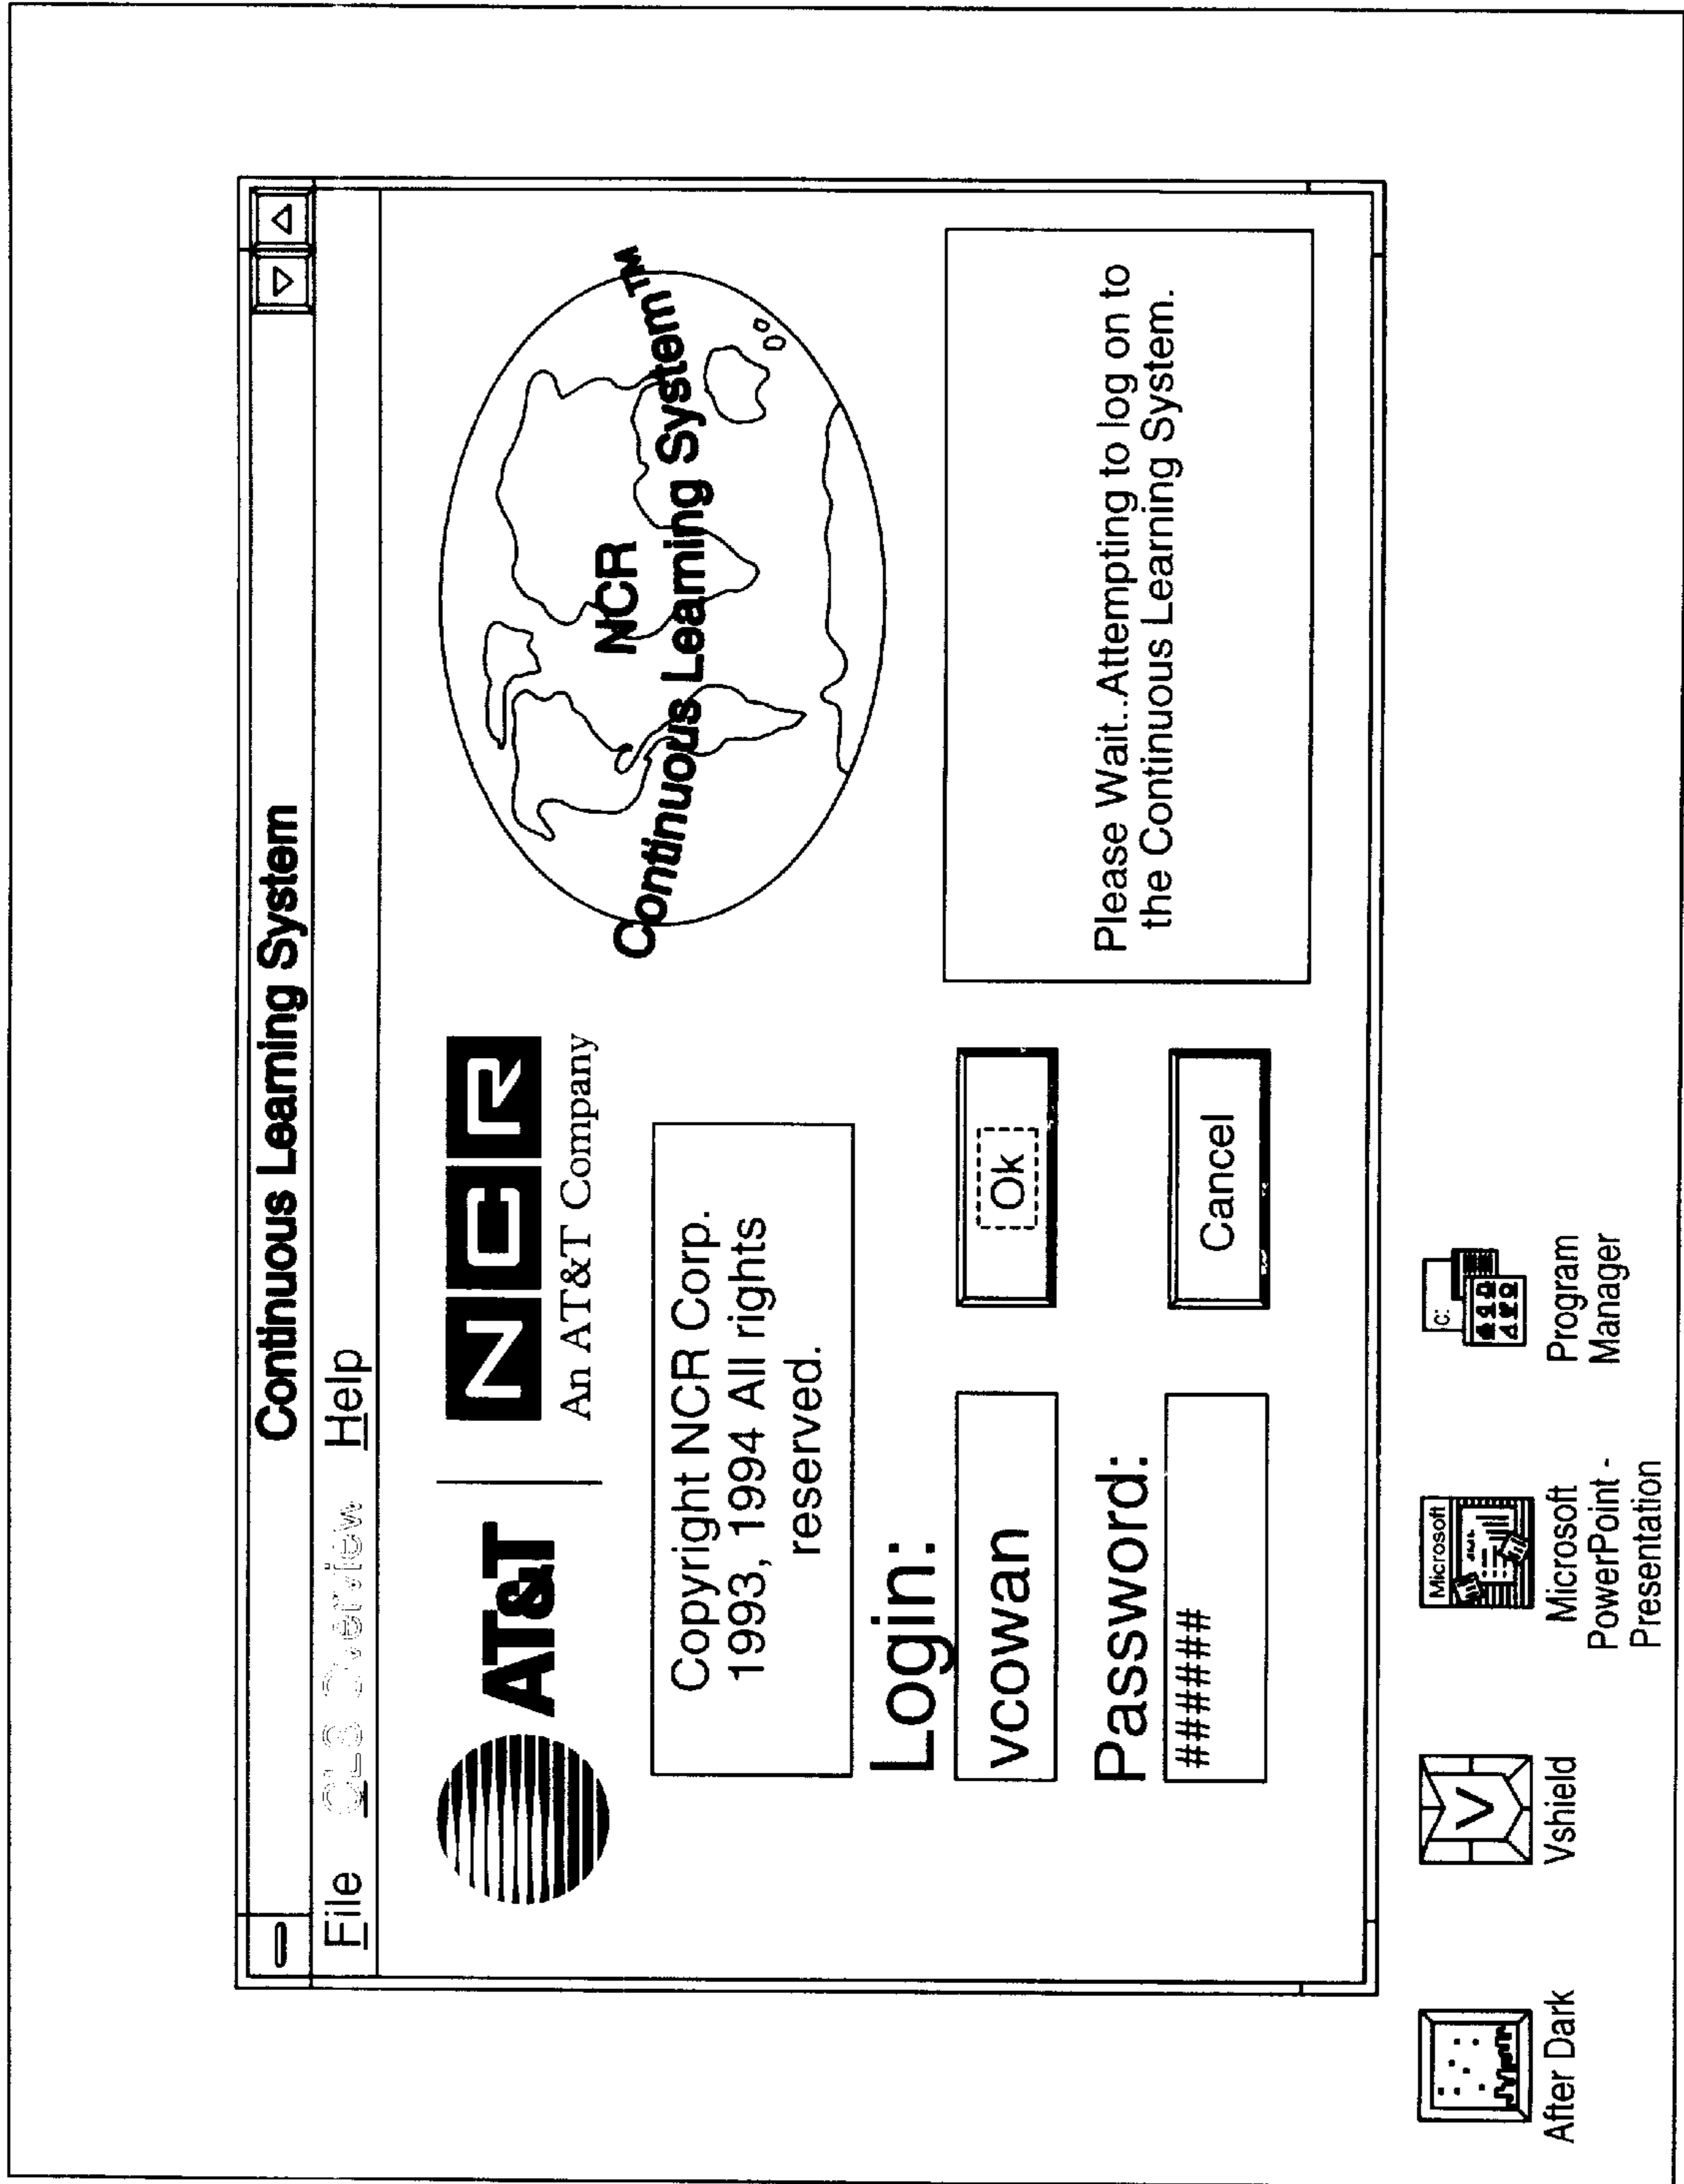 Continuous Learning System
File CLS Overview Help
AT&T
NCR
An AT&T Company
NCR
Continuous Learning System™
Copyright NCR Corp.
1993, 1994 All rights
reserved.
Login:
vcowan
Ok
Password:
######
Cancel
Please Wait..Attempting to log on to
the Continuous Learning System.
After Dark
V
Vshield
Microsoft
Microsoft
PowerPoint -
Presentation
C:
Program
Manager